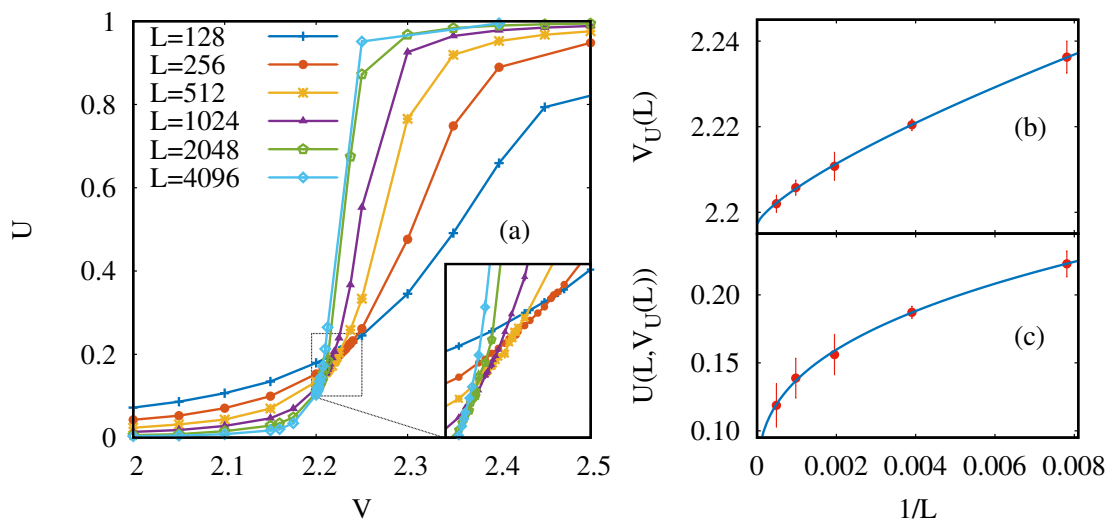 1
0.8
0.6
0.4
0.2
0
U
L=128
L=256
L=512
L=1024
L=2048
L=4096
(a)
2
2.1
2.2
2.3
2.4
2.5
V
2.24
2.22
2.2
V_U(L)
(b)
0.20
0.15
0.10
U(L,V_U(L))
(c)
0
0.002
0.004
0.006
0.008
1/L